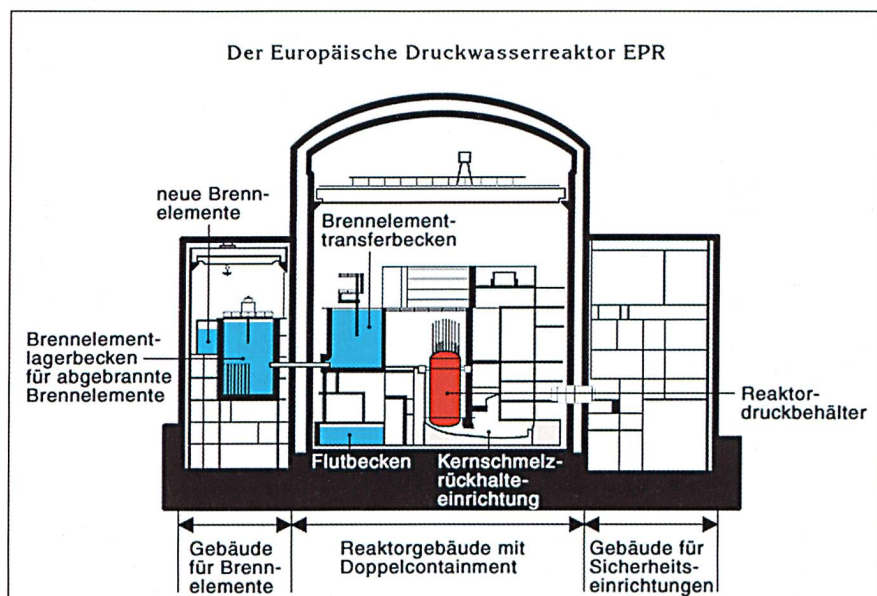 Der Europäische Druckwasserreaktor EPR
neue Brenn-
elemente
Brennelement-
transferbecken
Brennelement-
lagerbecken
für abgebrannte
Brennelemente
Reaktor-
druckbehälter
Flutbecken
Kernschmelz-
rückhalte-
einrichtung
Gebäude
für Brenn-
elemente
Reaktorgebäude mit
Doppelcontainment
Gebäude für
Sicherheits-
einrichtungen